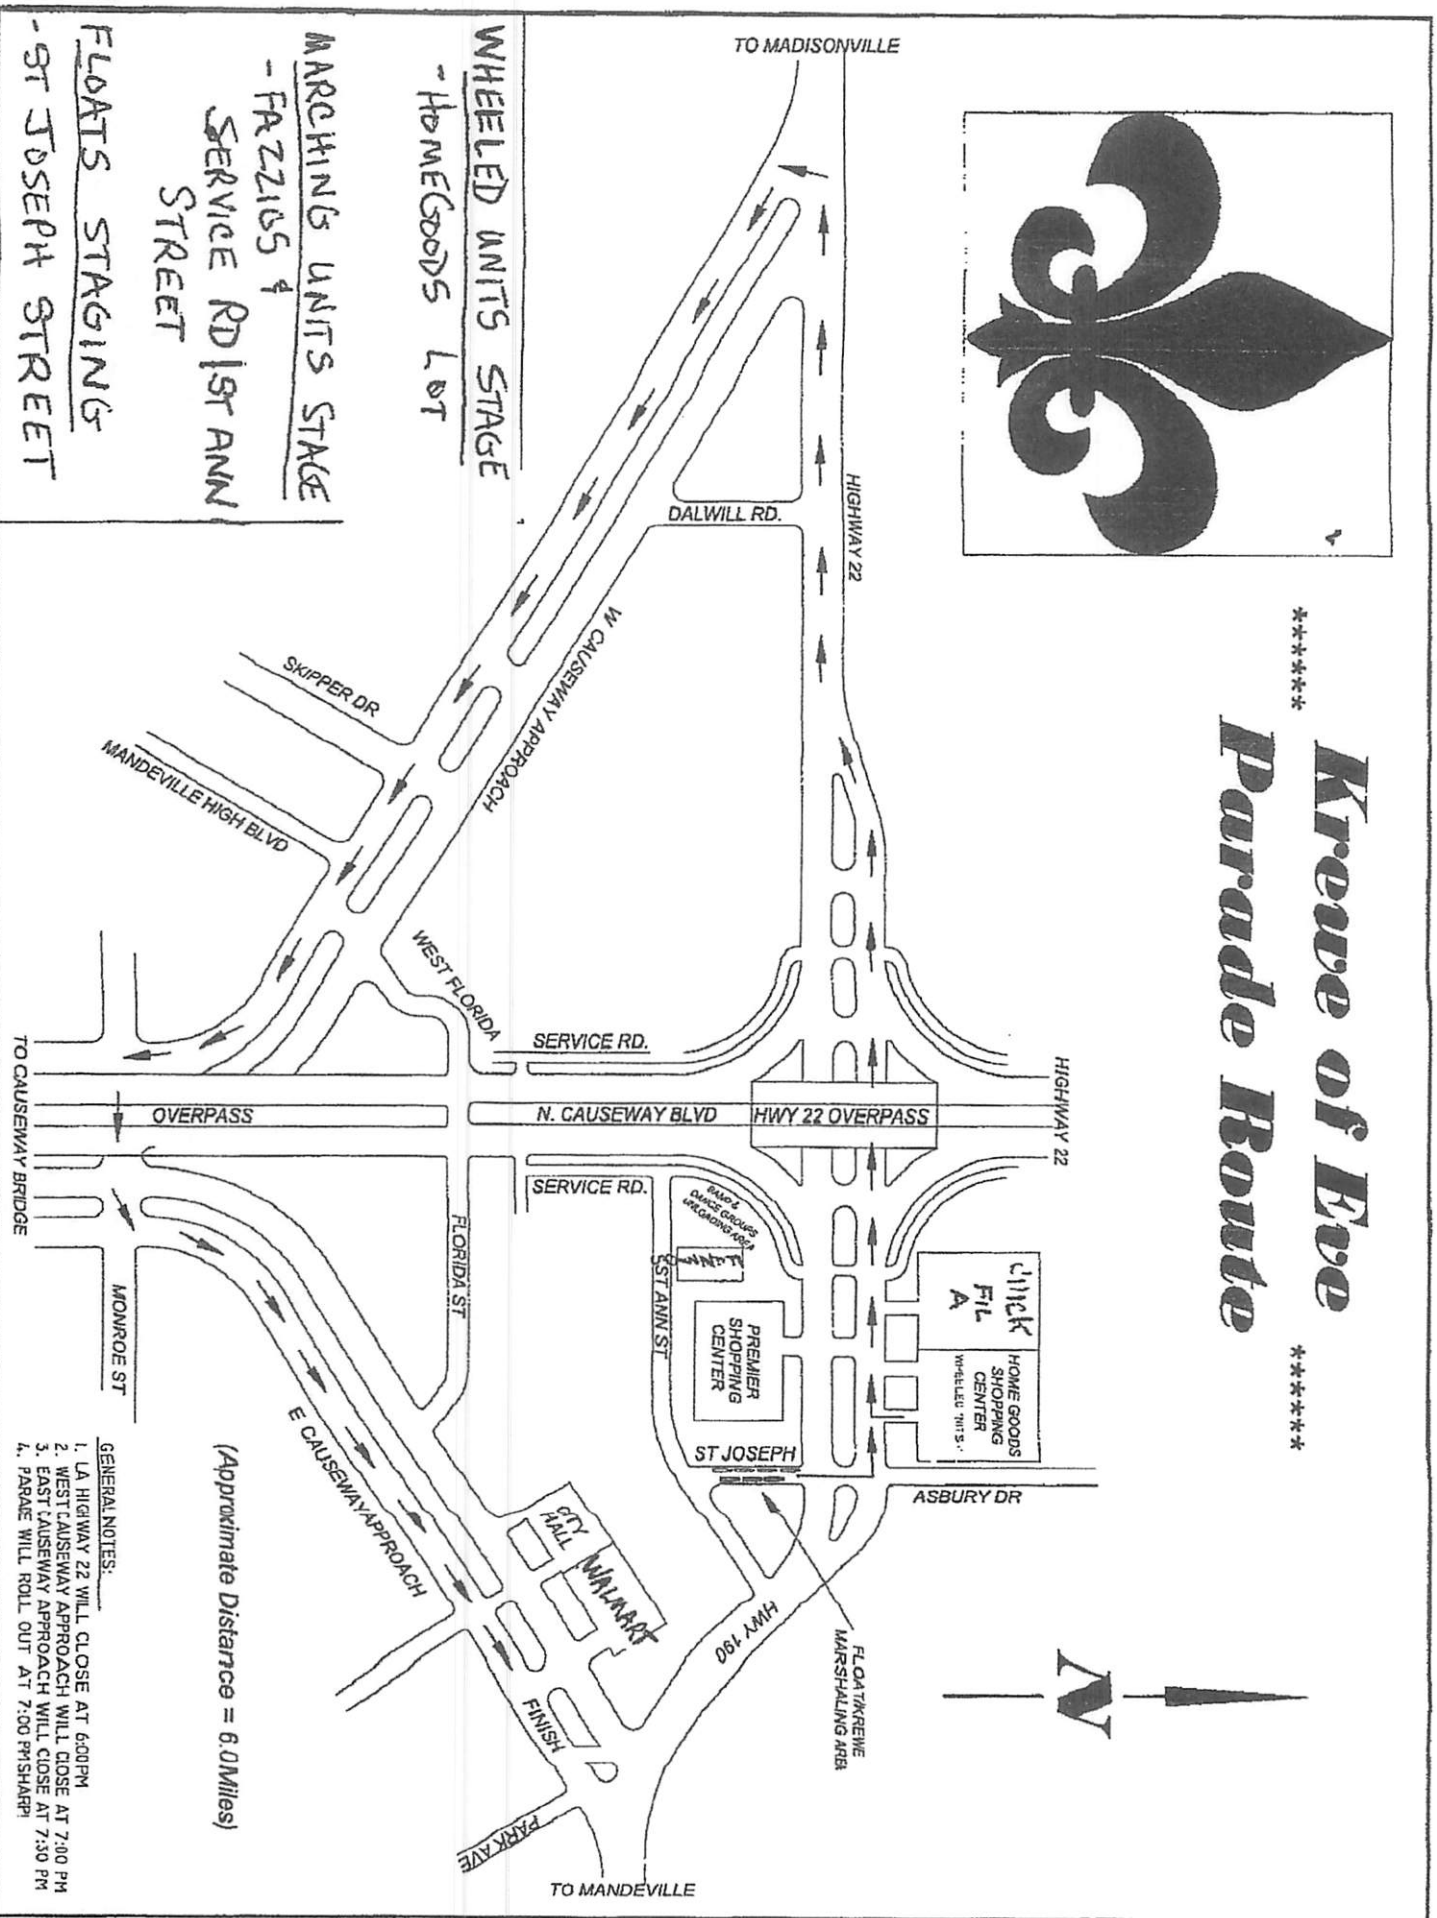 ****** Krewe of Eve ******
Parade Route
TO MADISONVILLE
HIGHWAY 22
DALWILL RD.
W CAUSEWAY APPROACH
SKIPPER DR
MANDEVILLE HIGH BLVD
WEST FLORIDA
SERVICE RD.
HIGHWAY 22
HWY 22 OVERPASS
N. CAUSEWAY BLVD
OVERPASS
TO CAUSEWAY BRIDGE
SERVICE RD.
BAND &
DANCE GROUPS
UNLOADING AREA
ST ANN ST
FLORIDA ST
MONROE ST
CHICK
FIL
A
HOME GOODS
SHOPPING
CENTER
WHEELED
PREMIER
SHOPPING
CENTER
ST JOSEPH
ASBURY DR
E CAUSEWAY APPROACH
CITY
HALL
WALMART
HWY 190
FLOAT/KREWE
MARSHALING AREA
FINISH
PARK AVE
TO MANDEVILLE
N
(Approximate Distance = 6.0Miles)
WHEELED UNITS STAGE
- HOMEGOODS LOT
MARCHING UNITS STAGE
- FAZZIOS &
SERVICE RD|ST ANN
STREET
FLOATS STAGING
- ST JOSEPH STREET
GENERAL NOTES:
1. LA HIGHWAY 22 WILL CLOSE AT 6:00PM
2. WEST CAUSEWAY APPROACH WILL CLOSE AT 7:00 PM
3. EAST CAUSEWAY APPROACH WILL CLOSE AT 7:30 PM
4. PARADE WILL ROLL OUT AT 7:00 PM SHARP!